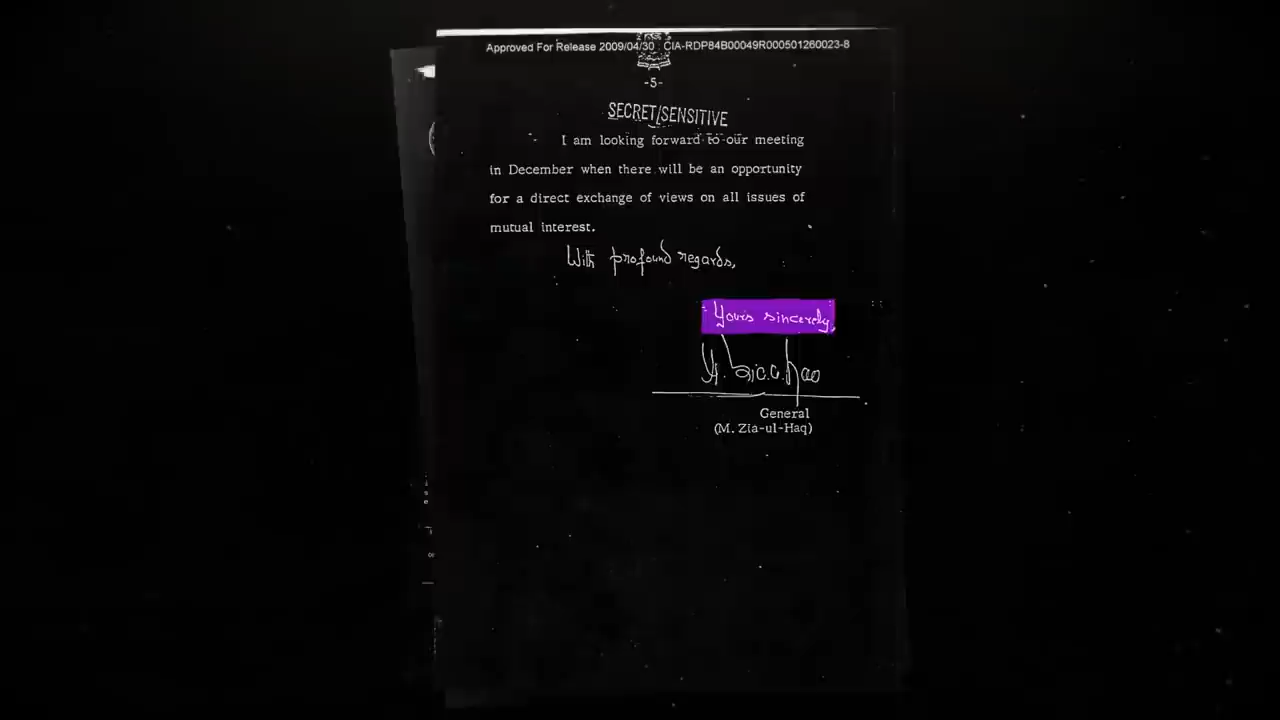 Approved For Release 2009/04/30 : CIA-RDP84B00049R000501260023-8
-5-
SECRET/SENSITIVE
I am looking forward to our meeting
in December when there will be an opportunity
for a direct exchange of views on all issues of
mutual interest.
With profound regards,
Yours sincerely,
General
(M. Zia-ul-Haq)